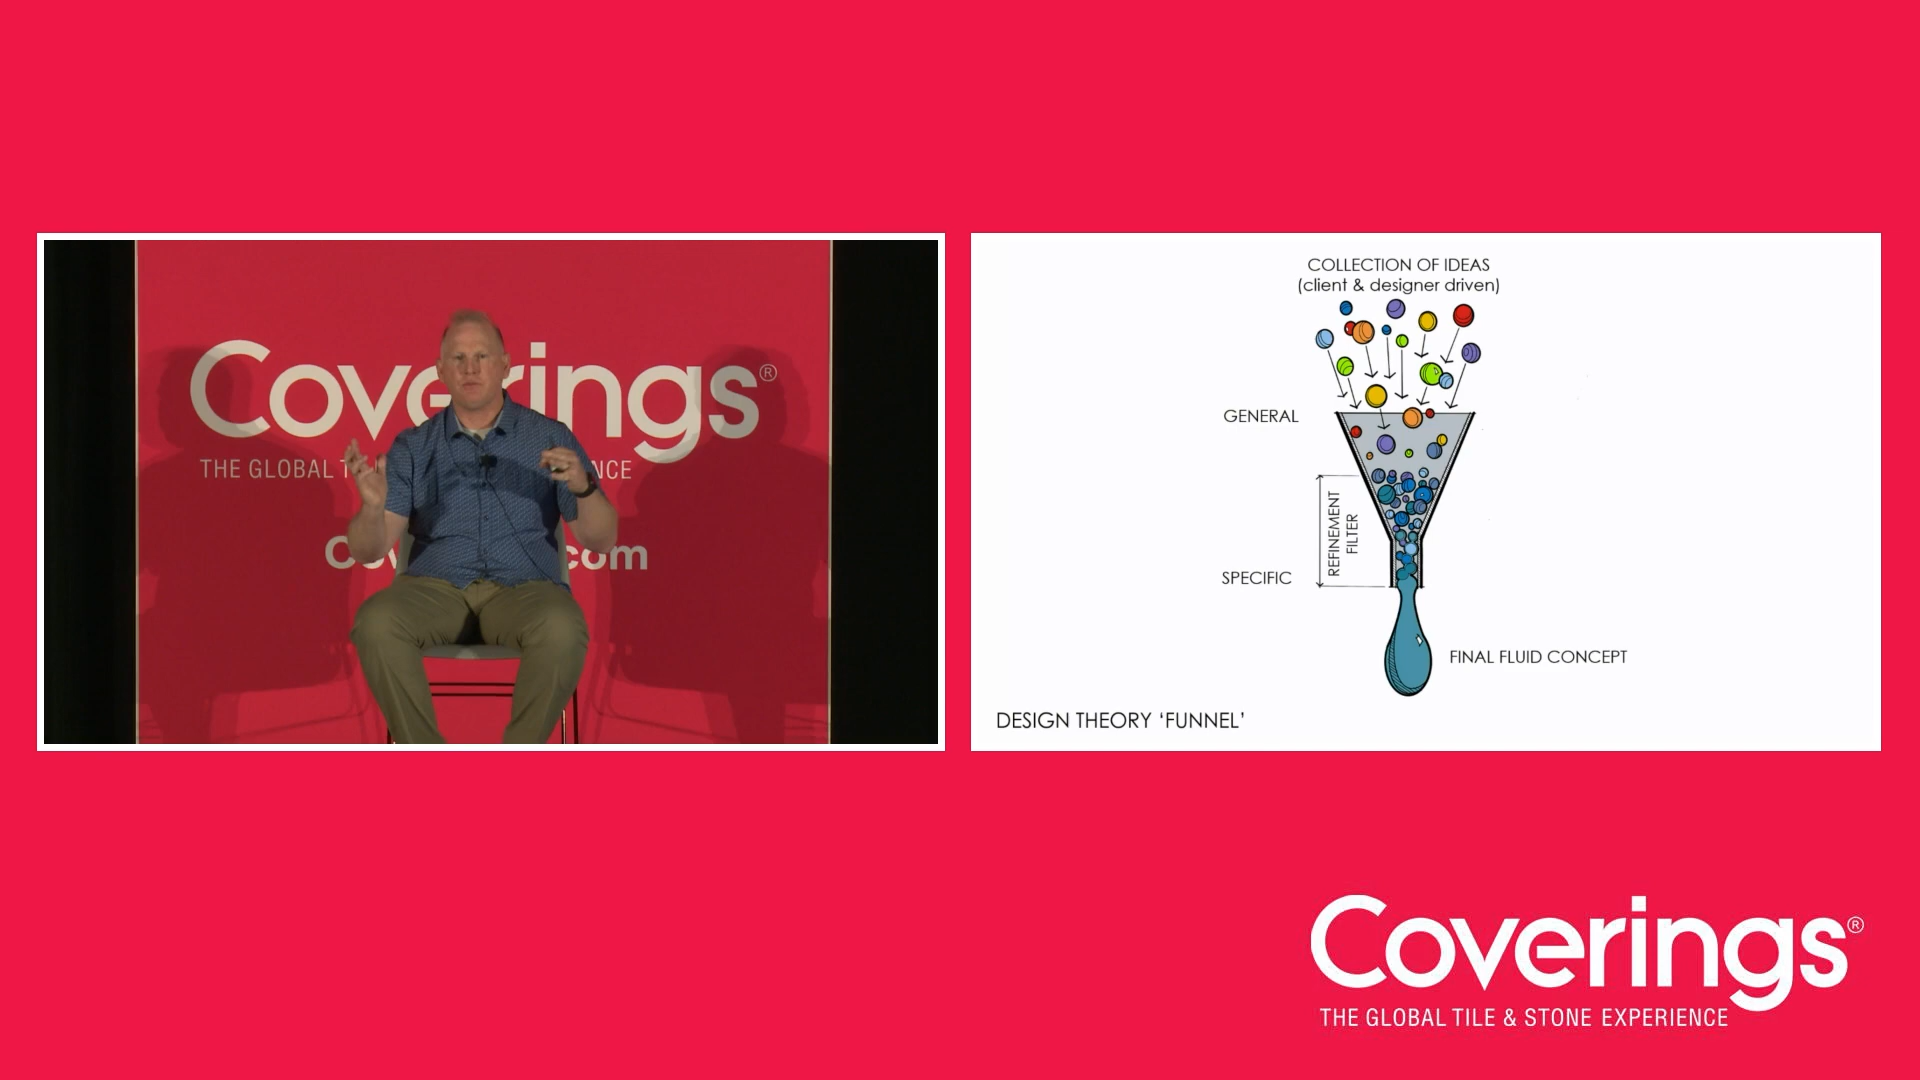 Coverings®
THE GLOBAL T NCE
Cov com
COLLECTION OF IDEAS
(client & designer driven)
GENERAL
REFINEMENT
FILTER
SPECIFIC
FINAL FLUID CONCEPT
DESIGN THEORY ‘FUNNEL’
Coverings®
THE GLOBAL TILE & STONE EXPERIENCE